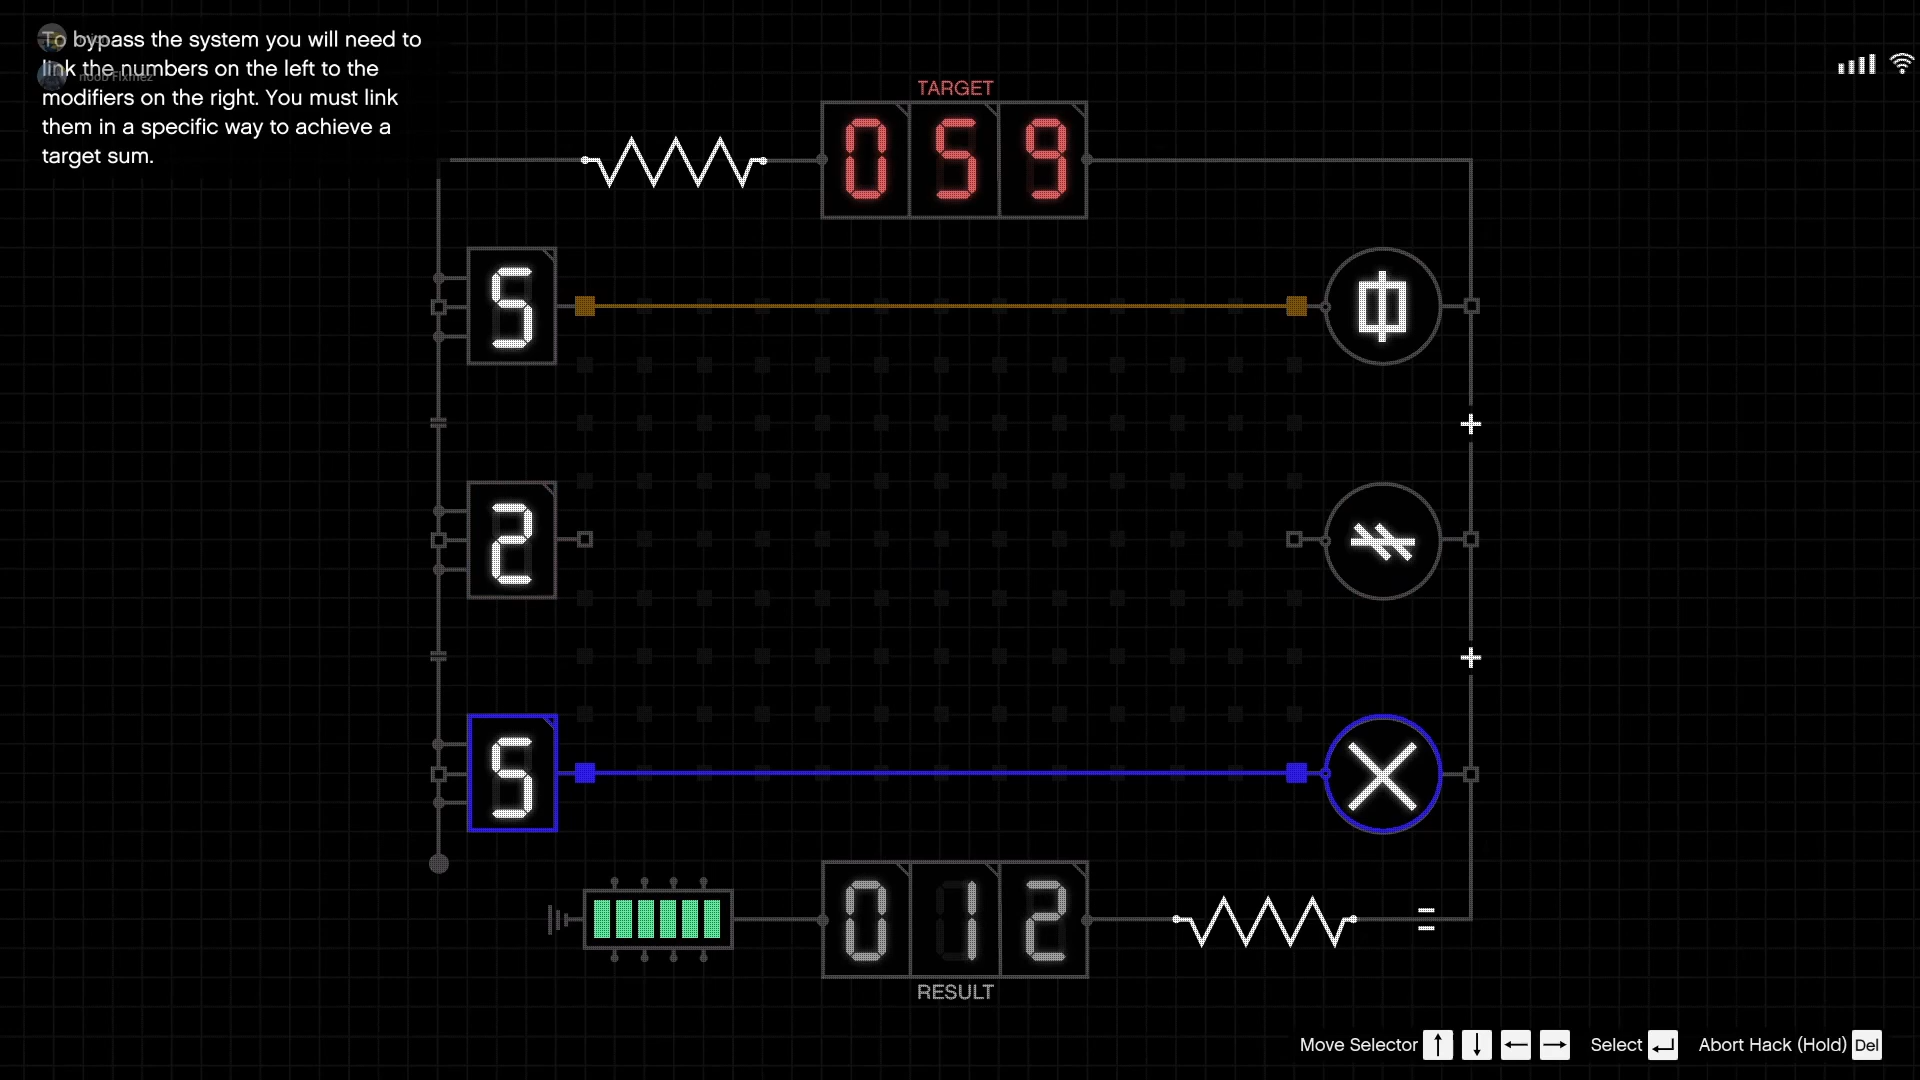 To bypass the system you will need to
link the numbers on the left to the
modifiers on the right. You must link
them in a specific way to achieve a
target sum.
noob Fixmez
TARGET
059
5
2
+
+
5
012
=
RESULT
Move Selector ↑ ↓ ← → Select ↵ Abort Hack (Hold) Del